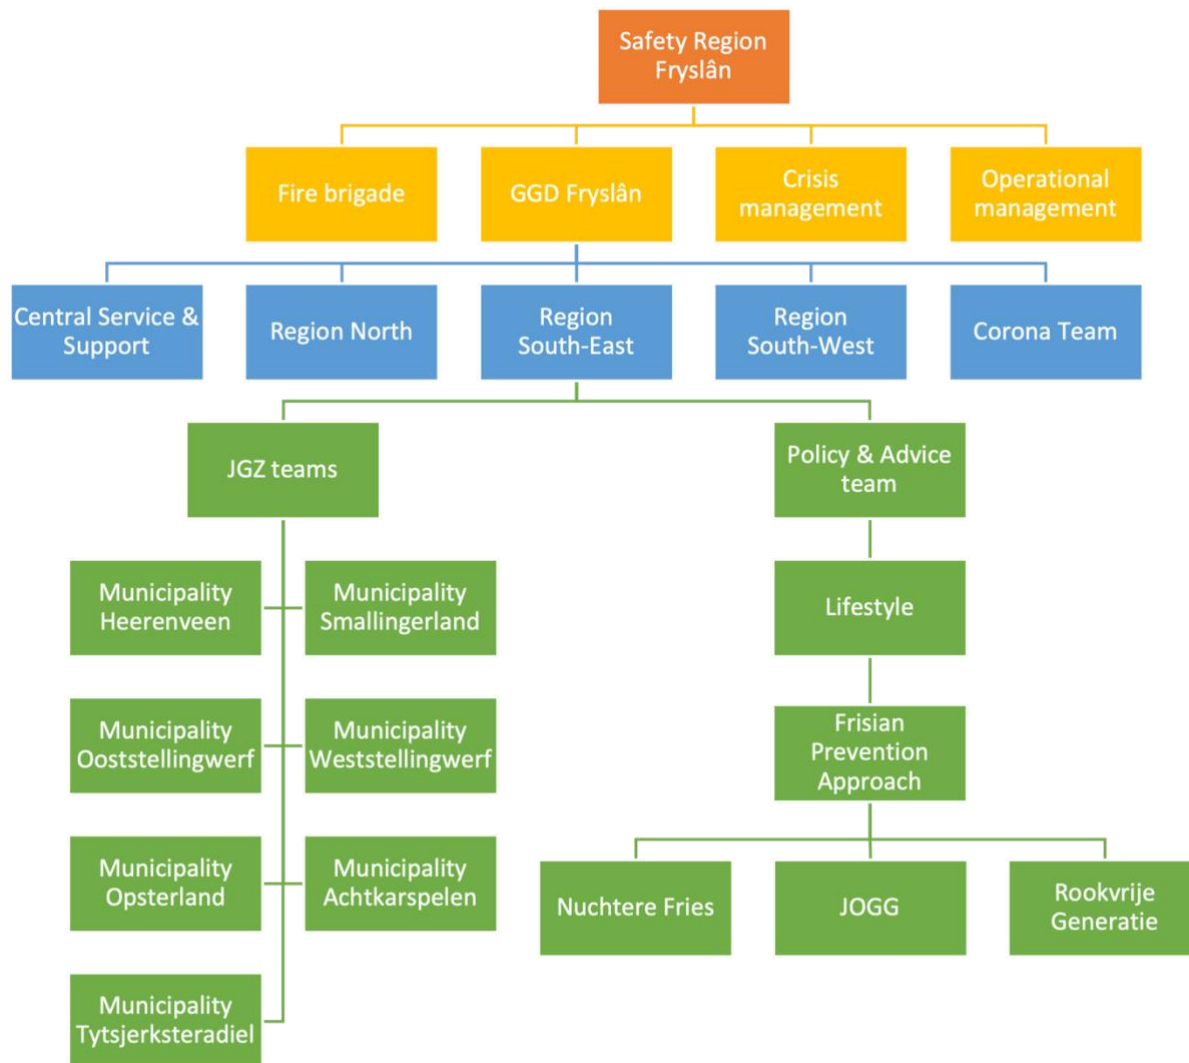 Safety Region
Fryslân
Fire brigade
GGD Fryslân
Crisis
management
Operational
management
Central Service &
Support
Region North
Region
South-East
Region
South-West
Corona Team
JGZ teams
Policy & Advice
team
Municipality
Heerenveen
Municipality
Smallingerland
Lifestyle
Municipality
Ooststellingwerf
Municipality
Weststellingwerf
Frisian
Prevention
Approach
Municipality
Opsterland
Municipality
Achtkarspelen
Nuchtere Fries
JOGG
Rookvrije
Generatie
Municipality
Tytsjerksteradiel